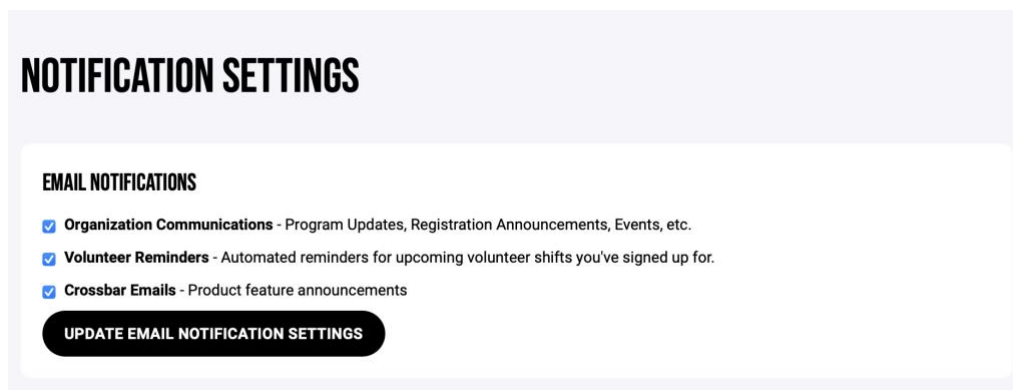 NOTIFICATION SETTINGS
EMAIL NOTIFICATIONS
Organization Communications - Program Updates, Registration Announcements, Events, etc.
Volunteer Reminders - Automated reminders for upcoming volunteer shifts you've signed up for.
Crossbar Emails - Product feature announcements
UPDATE EMAIL NOTIFICATION SETTINGS